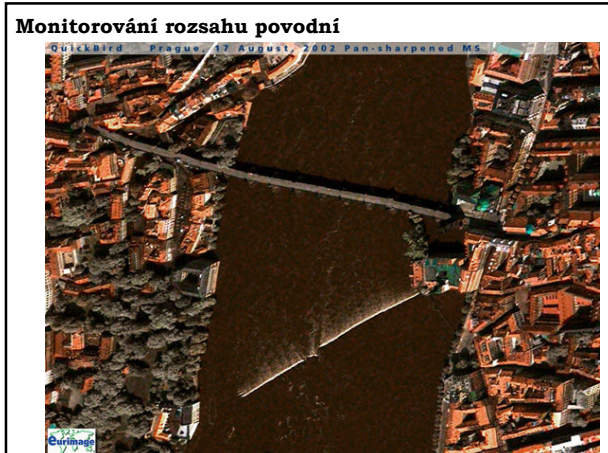 Monitorování rozsahu povodní
QuickBird Prague, 17 August, 2002 Pan-sharpened MS
eurimage